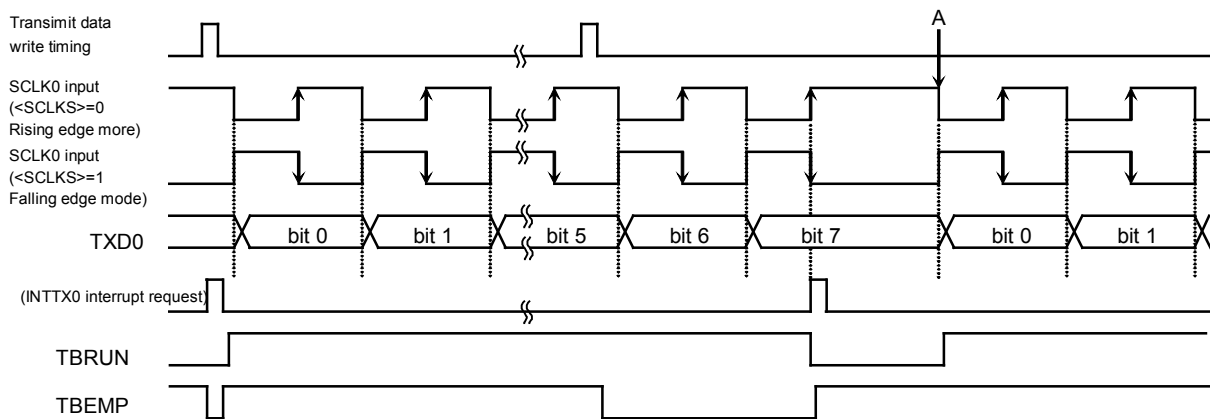 Transimit data
write timing
A
SCLK0 input
(<SCLKS>=0
Rising edge more)
SCLK0 input
(<SCLKS>=1
Falling edge mode)
TXD0
bit 0
bit 1
bit 5
bit 6
bit 7
bit 0
bit 1
(INTTX0 interrupt request)
TBRUN
TBEMP